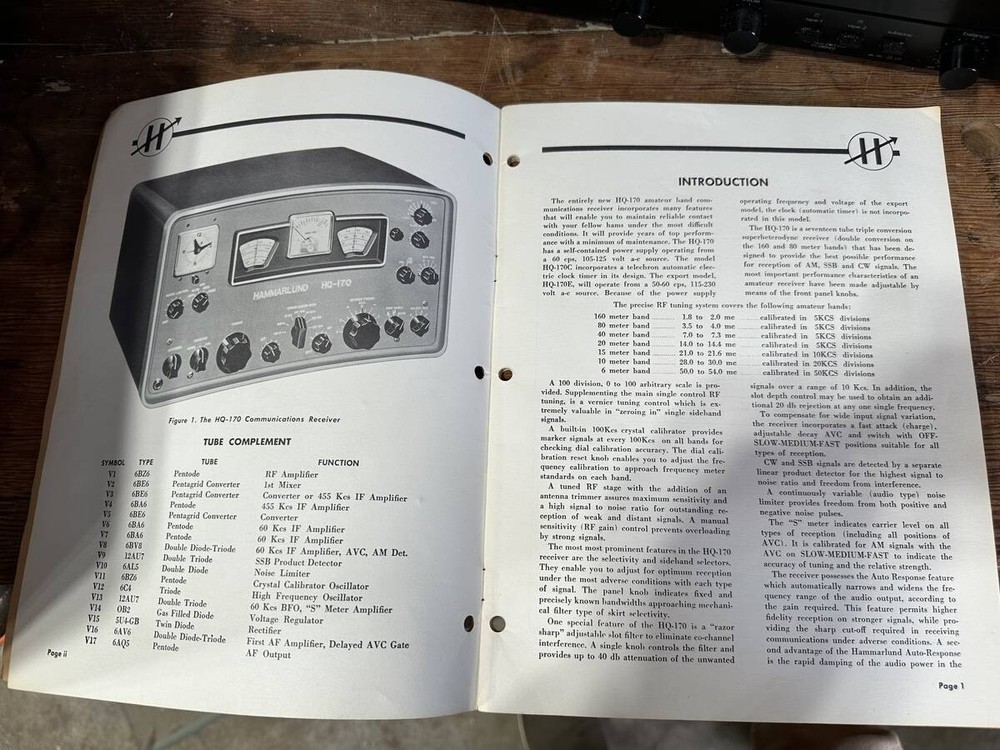 H
HAMMARLUND HQ-170
Figure 1. The HQ-170 Communications Receiver
TUBE COMPLEMENT
SYMBOL TYPE TUBE FUNCTION
V1 6BZ6 Pentode RF Amplifier
V2 6BE6 Pentagrid Converter 1st Mixer
V3 6BE6 Pentagrid Converter Converter or 455 Kcs IF Amplifier
V4 6BA6 Pentode 455 Kcs IF Amplifier
V5 6BE6 Pentagrid Converter Converter
V6 6BA6 Pentode 60 Kcs IF Amplifier
V7 6BA6 Pentode 60 Kcs IF Amplifier
V8 6BV8 Double Diode-Triode 60 Kcs IF Amplifier, AVC, AM Det.
V9 12AU7 Double Triode SSB Product Detector
V10 6AL5 Double Diode Noise Limiter
V11 6BZ6 Pentode Crystal Calibrator Oscillator
V12 6C4 Triode High Frequency Oscillator
V13 12AU7 Double Triode 60 Kcs BFO, "S" Meter Amplifier
V14 OB2 Gas Filled Diode Voltage Regulator
V15 5U4-GB Twin Diode Rectifier
V16 6AV6 Double Diode-Triode First AF Amplifier, Delayed AVC Gate
V17 6AQ5 Pentode AF Output
Page ii
H
INTRODUCTION
The entirely new HQ-170 amateur band com-
munications receiver incorporates many features
that will enable you to maintain reliable contact
with your fellow hams under the most difficult
conditions. It will provide years of top perform-
ance with a minimum of maintenance. The HQ-170
has a self-contained power supply operating from
a 60 cps, 105-125 volt a-c source. The model
HQ-170C incorporates a telechron automatic elec-
tric clock timer in its design. The export model,
HQ-170E, will operate from a 50-60 cps, 115-230
volt a-c source. Because of the power supply
operating frequency and voltage of the export
model, the clock (automatic timer) is not incorpo-
rated in this model.
The HQ-170 is a seventeen tube triple conversion
superheterodyne receiver (double conversion on
the 160 and 80 meter bands) that has been de-
signed to provide the best possible performance
for reception of AM, SSB and CW signals. The
most important performance characteristics of an
amateur receiver have been made adjustable by
means of the front panel knobs.
The precise RF tuning system covers the following amateur bands:
160 meter band 1.8 to 2.0 mc calibrated in 5KCS divisions
80 meter band 3.5 to 4.0 mc calibrated in 5KCS divisions
40 meter band 7.0 to 7.3 mc calibrated in 5KCS divisions
20 meter band 14.0 to 14.4 mc calibrated in 5KCS divisions
15 meter band 21.0 to 21.6 mc calibrated in 10KCS divisions
10 meter band 28.0 to 30.0 mc calibrated in 20KCS divisions
6 meter band 50.0 to 54.0 mc calibrated in 50KCS divisions
A 100 division, 0 to 100 arbitrary scale is pro-
vided. Supplementing the main single control RF
tuning, is a vernier tuning control which is ex-
tremely valuable in "zeroing in" single sideband
signals.
A built-in 100Kcs crystal calibrator provides
marker signals at every 100Kcs on all bands for
checking dial calibration accuracy. The dial cali-
bration reset knob enables you to adjust the fre-
quency calibration to approach frequency meter
standards on each band.
A tuned RF stage with the addition of an
antenna trimmer assures maximum sensitivity and
a high signal to noise ratio for outstanding re-
ception of weak and distant signals. A manual
sensitivity (RF gain) control prevents overloading
by strong signals.
The most most prominent features in the HQ-170
receiver are the selectivity and sideband selectors.
They enable you to adjust for optimum reception
under the most adverse conditions with each type
of signal. The panel knob indicates fixed and
precisely known bandwidths approaching mechani-
cal filter type of skirt selectivity.
One special feature of the HQ-170 is a "razor
sharp" adjustable slot filter to eliminate co-channel
interference. A single knob controls the filter and
provides up to 40 db attenuation of the unwanted
signals over a range of 10 Kcs. In addition, the
slot depth control may be used to obtain an addi-
tional 20 db rejection at any one single frequency.
To compensate for wide input signal variation,
the receiver incorporates a fast attack (charge),
adjustable decay AVC and switch with OFF-
SLOW-MEDIUM-FAST positions suitable for all
types of reception.
CW and SSB signals are detected by a separate
linear product detector for the highest signal to
noise ratio and freedom from interference.
A continuously variable (audio type) noise
limiter provides freedom from both positive and
negative noise pulses.
The "S" meter indicates carrier level on all
types of reception (including all positions of
AVC). It is calibrated for AM signals with the
AVC on SLOW-MEDIUM-FAST to indicate the
accuracy of tuning and the relative strength.
The receiver possesses the Auto Response feature
which automatically narrows and widens the fre-
quency range of the audio output, according to
the gain required. This feature permits higher
fidelity reception on stronger signals, while pro-
viding the sharp cut-off required in receiving
communications under adverse conditions. A sec-
ond advantage of the Hammarlund Auto-Response
is the rapid damping of the audio power in the
Page 1